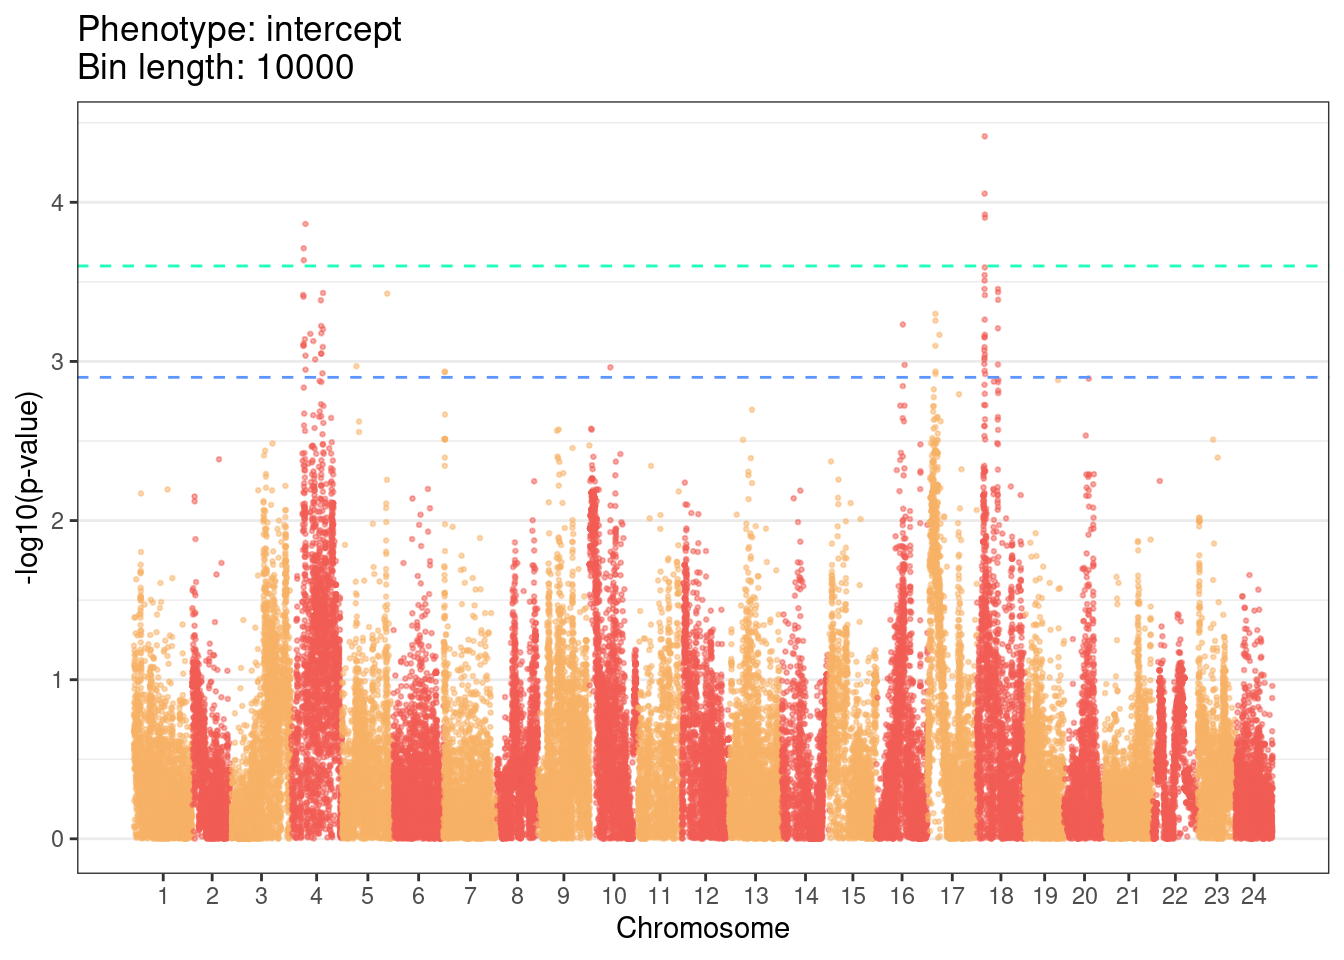 Phenotype: intercept
Bin length: 10000
-log10(p-value)
4
3
2
1
0
1 2 3 4 5 6 7 8 9 10 11 12 13 14 15 16 17 18 19 20 21 22 23 24
Chromosome